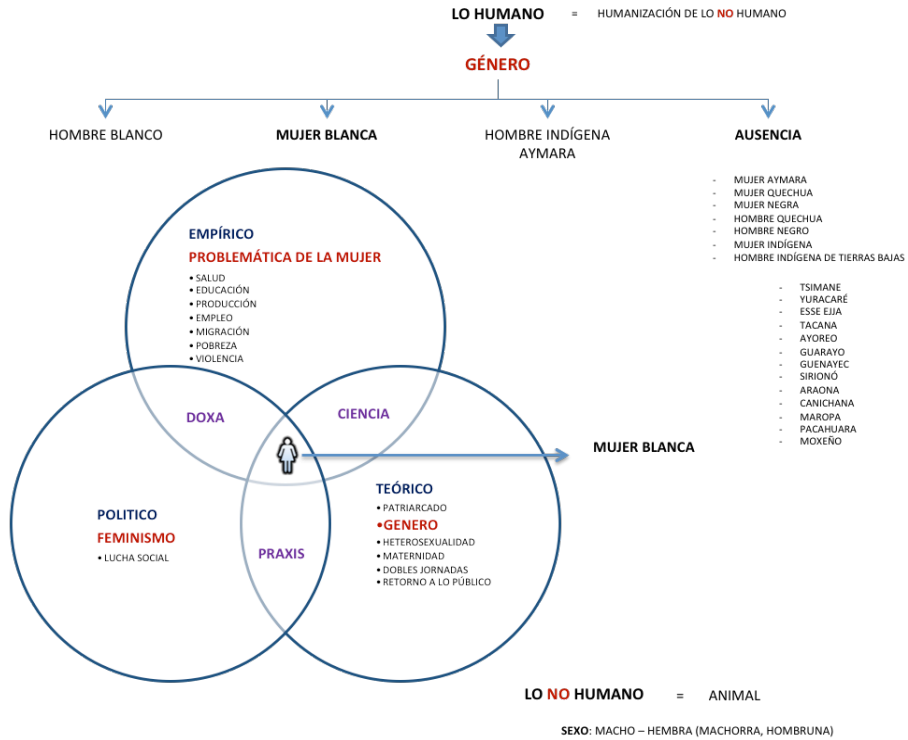 LO HUMANO = HUMANIZACIÓN DE LO NO HUMANO
GÉNERO
HOMBRE BLANCO
MUJER BLANCA
HOMBRE INDÍGENA
AYMARA
AUSENCIA
- MUJER AYMARA
- MUJER QUECHUA
- MUJER NEGRA
- HOMBRE QUECHUA
- HOMBRE NEGRO
- MUJER INDÍGENA
- HOMBRE INDÍGENA DE TIERRAS BAJAS
- TSIMANE
- YURACARÉ
- ESSE EJJA
- TACANA
- AYOREO
- GUARAYO
- GUENAYEC
- SIRIONÓ
- ARAONA
- CANICHANA
- MAROPA
- PACAHUARA
- MOXEÑO
EMPÍRICO
PROBLEMÁTICA DE LA MUJER
• SALUD
• EDUCACIÓN
• PRODUCCIÓN
• EMPLEO
• MIGRACIÓN
• POBREZA
• VIOLENCIA
DOXA
CIENCIA
MUJER BLANCA
POLITICO
FEMINISMO
• LUCHA SOCIAL
PRAXIS
TEÓRICO
• PATRIARCADO
•GENERO
• HETEROSEXUALIDAD
• MATERNIDAD
• DOBLES JORNADAS
• RETORNO A LO PÚBLICO
LO NO HUMANO = ANIMAL
SEXO: MACHO – HEMBRA (MACHORRA, HOMBRUNA)